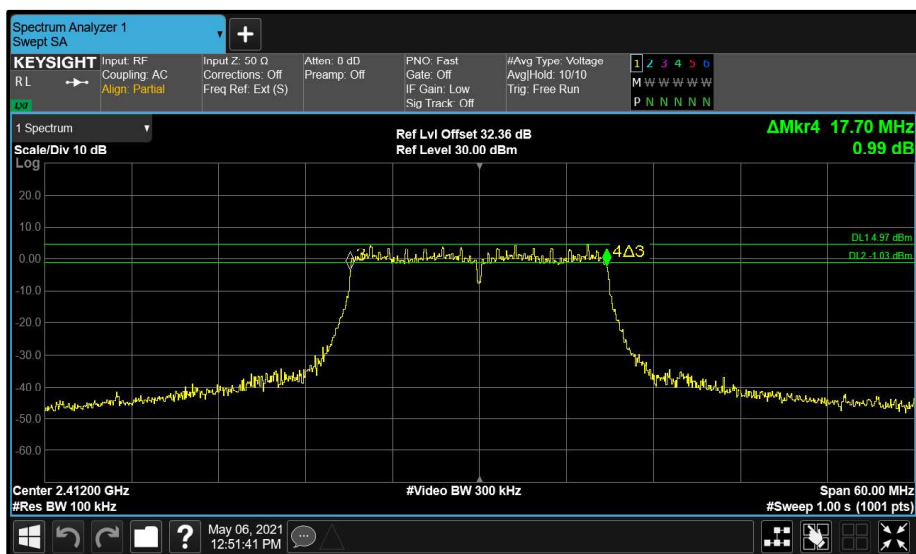 Spectrum Analyzer 1
Swept SA
KEYSIGHT
RL
LXI
Input: RF
Coupling: AC
Align: Partial
Input Z: 50 Ω
Corrections: Off
Freq Ref: Ext (S)
Atten: 0 dB
Preamp: Off
PNO: Fast
Gate: Off
IF Gain: Low
Sig Track: Off
#Avg Type: Voltage
Avg|Hold: 10/10
Trig: Free Run
1 2 3 4 5 6
M W W W W W
P N N N N N
1 Spectrum
Scale/Div 10 dB
Ref Lvl Offset 32.36 dB
Ref Level 30.00 dBm
ΔMkr4 17.70 MHz
0.99 dB
Log
20.0
10.0
0.00
-10.0
-20.0
-30.0
-40.0
-50.0
-60.0
DL1 4.97 dBm
DL2 -1.03 dBm
4Δ3
Center 2.41200 GHz
#Res BW 100 kHz
#Video BW 300 kHz
Span 60.00 MHz
#Sweep 1.00 s (1001 pts)
?
May 06, 2021
12:51:41 PM